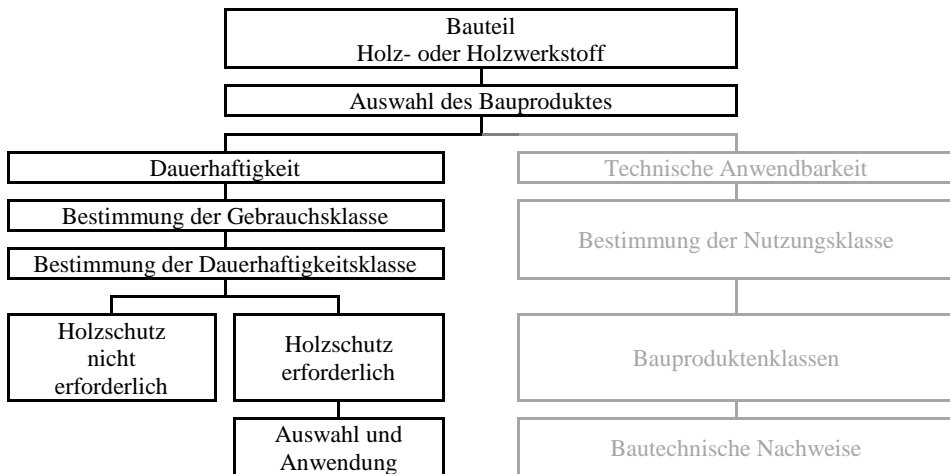 Bauteil
Holz- oder Holzwerkstoff
Auswahl des Bauproduktes
Dauerhaftigkeit
Technische Anwendbarkeit
Bestimmung der Gebrauchsklasse
Bestimmung der Nutzungsklasse
Bestimmung der Dauerhaftigkeitsklasse
Holzschutz
nicht
erforderlich
Holzschutz
erforderlich
Bauproduktenklassen
Auswahl und
Anwendung
Bautechnische Nachweise